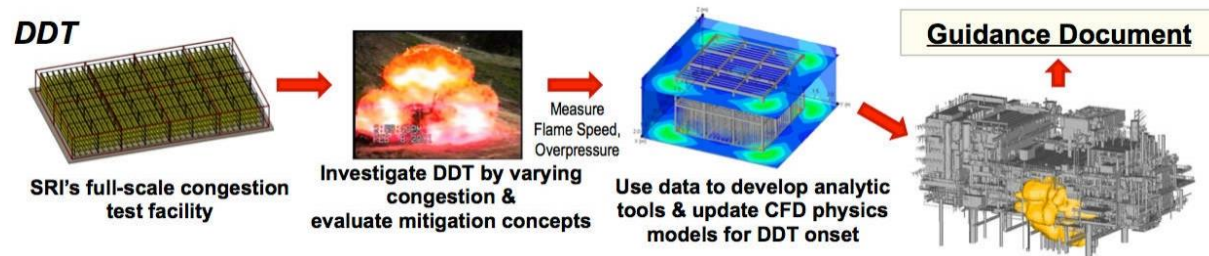 DDT
Guidance Document
Measure
Flame Speed,
Overpressure
SRI's full-scale congestion
test facility
Investigate DDT by varying
congestion &
evaluate mitigation concepts
Use data to develop analytic
tools & update CFD physics
models for DDT onset